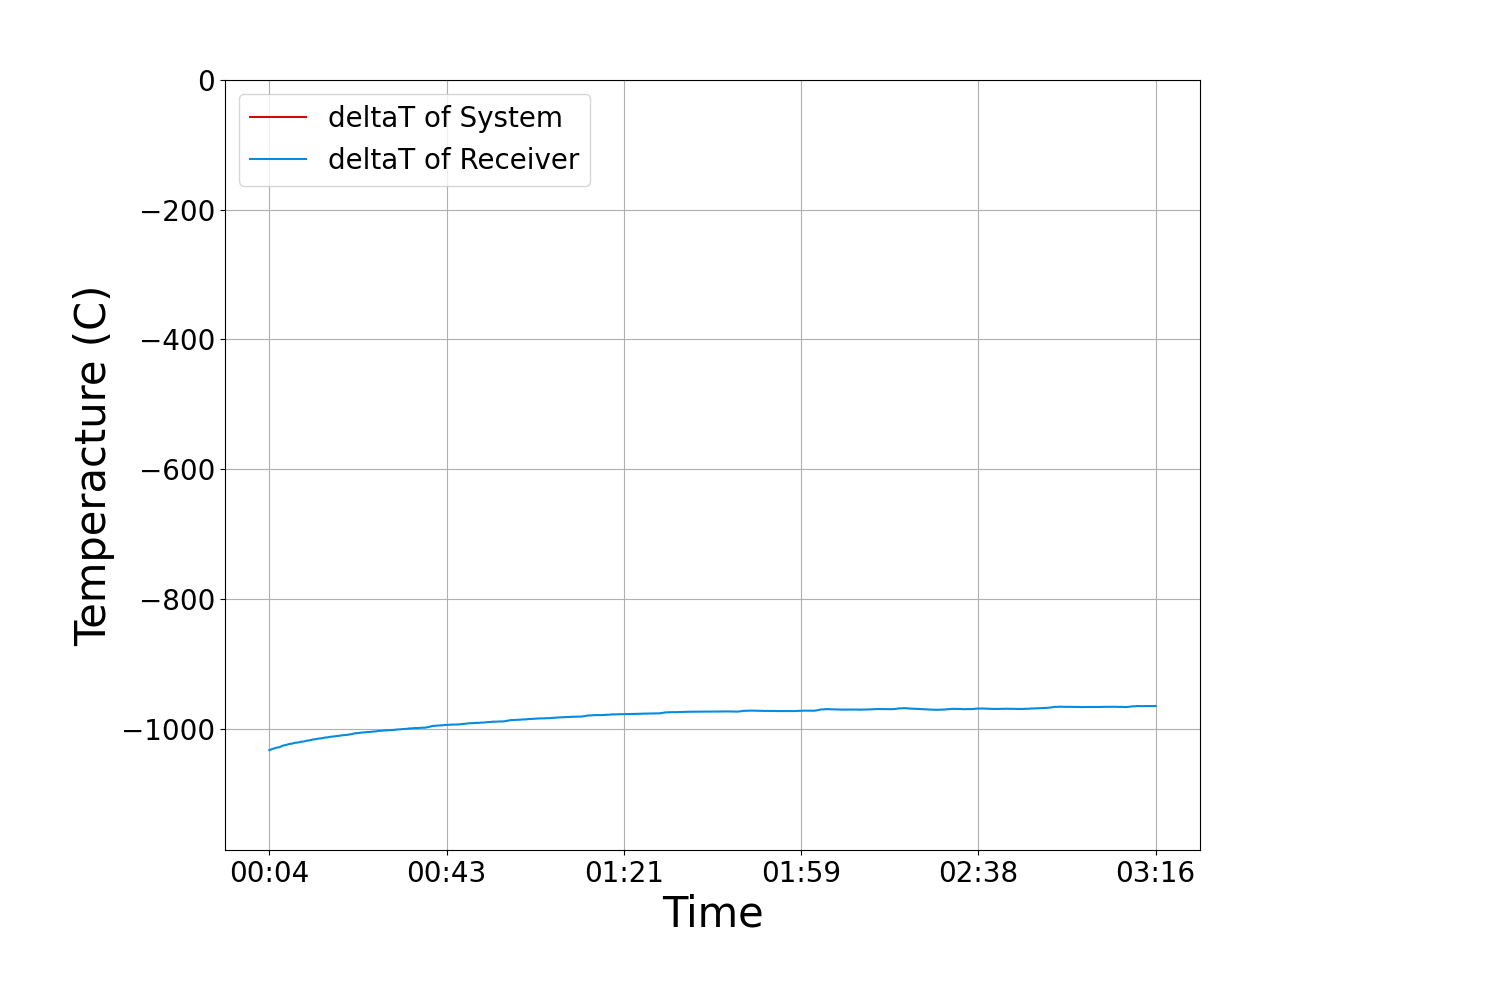 0
deltaT of System
deltaT of Receiver
−200
−400
−600
−800
−1000
Temperacture (C)
00:04 00:43 01:21 01:59 02:38 03:16
Time